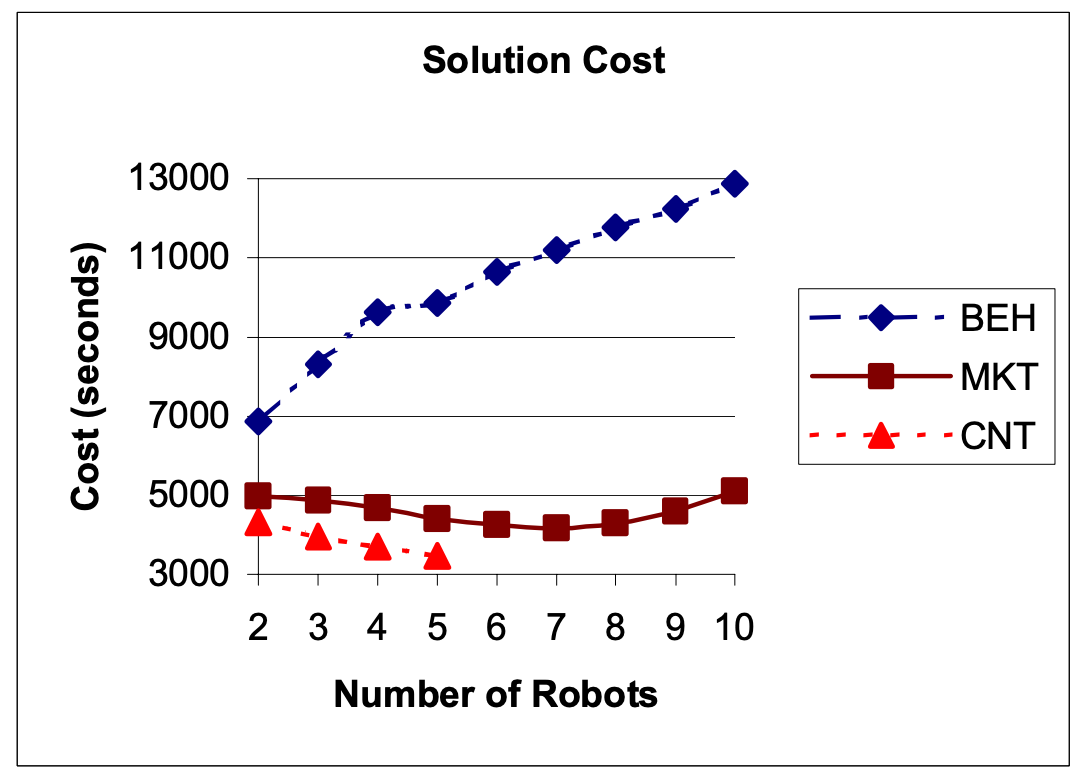 Solution Cost
13000
11000
9000
7000
5000
3000
Cost (seconds)
2 3 4 5 6 7 8 9 10
Number of Robots
BEH
MKT
CNT